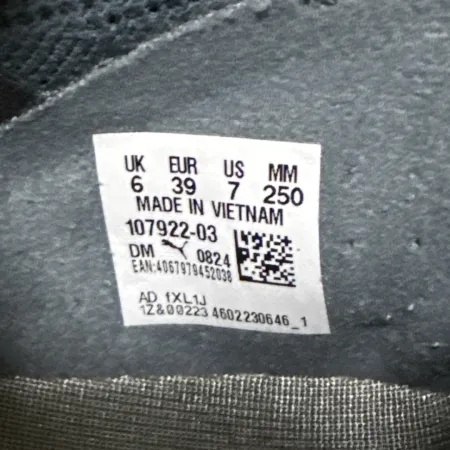 UK EUR US MM
6 39 7 250
MADE IN VIETNAM
107922-03
DM 0824
EAN:4067979452038
AD 1XL1J
1Z&00223 4602230646_1